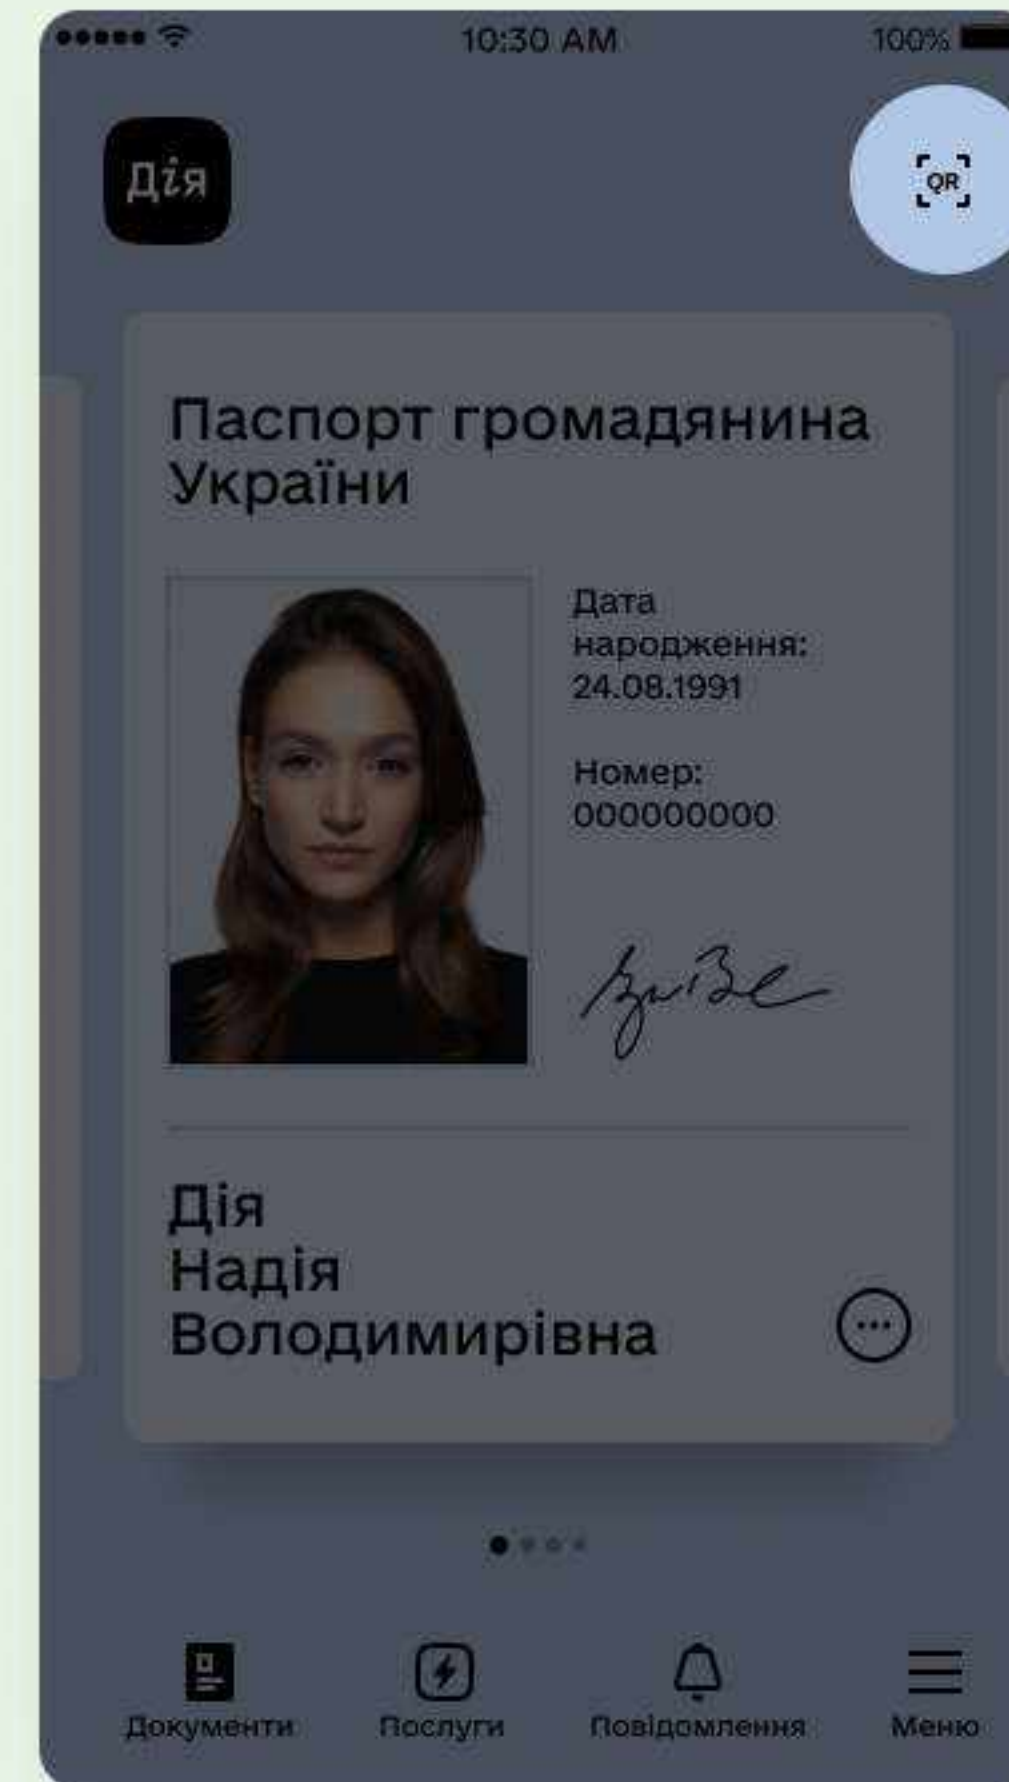 10:30 AM
100%
Дія
QR
Паспорт громадянина
України
Дата
народження:
24.08.1991
Номер:
000000000
Дія
Надія
Володимирівна
Документи
Послуги
Повідомлення
Меню